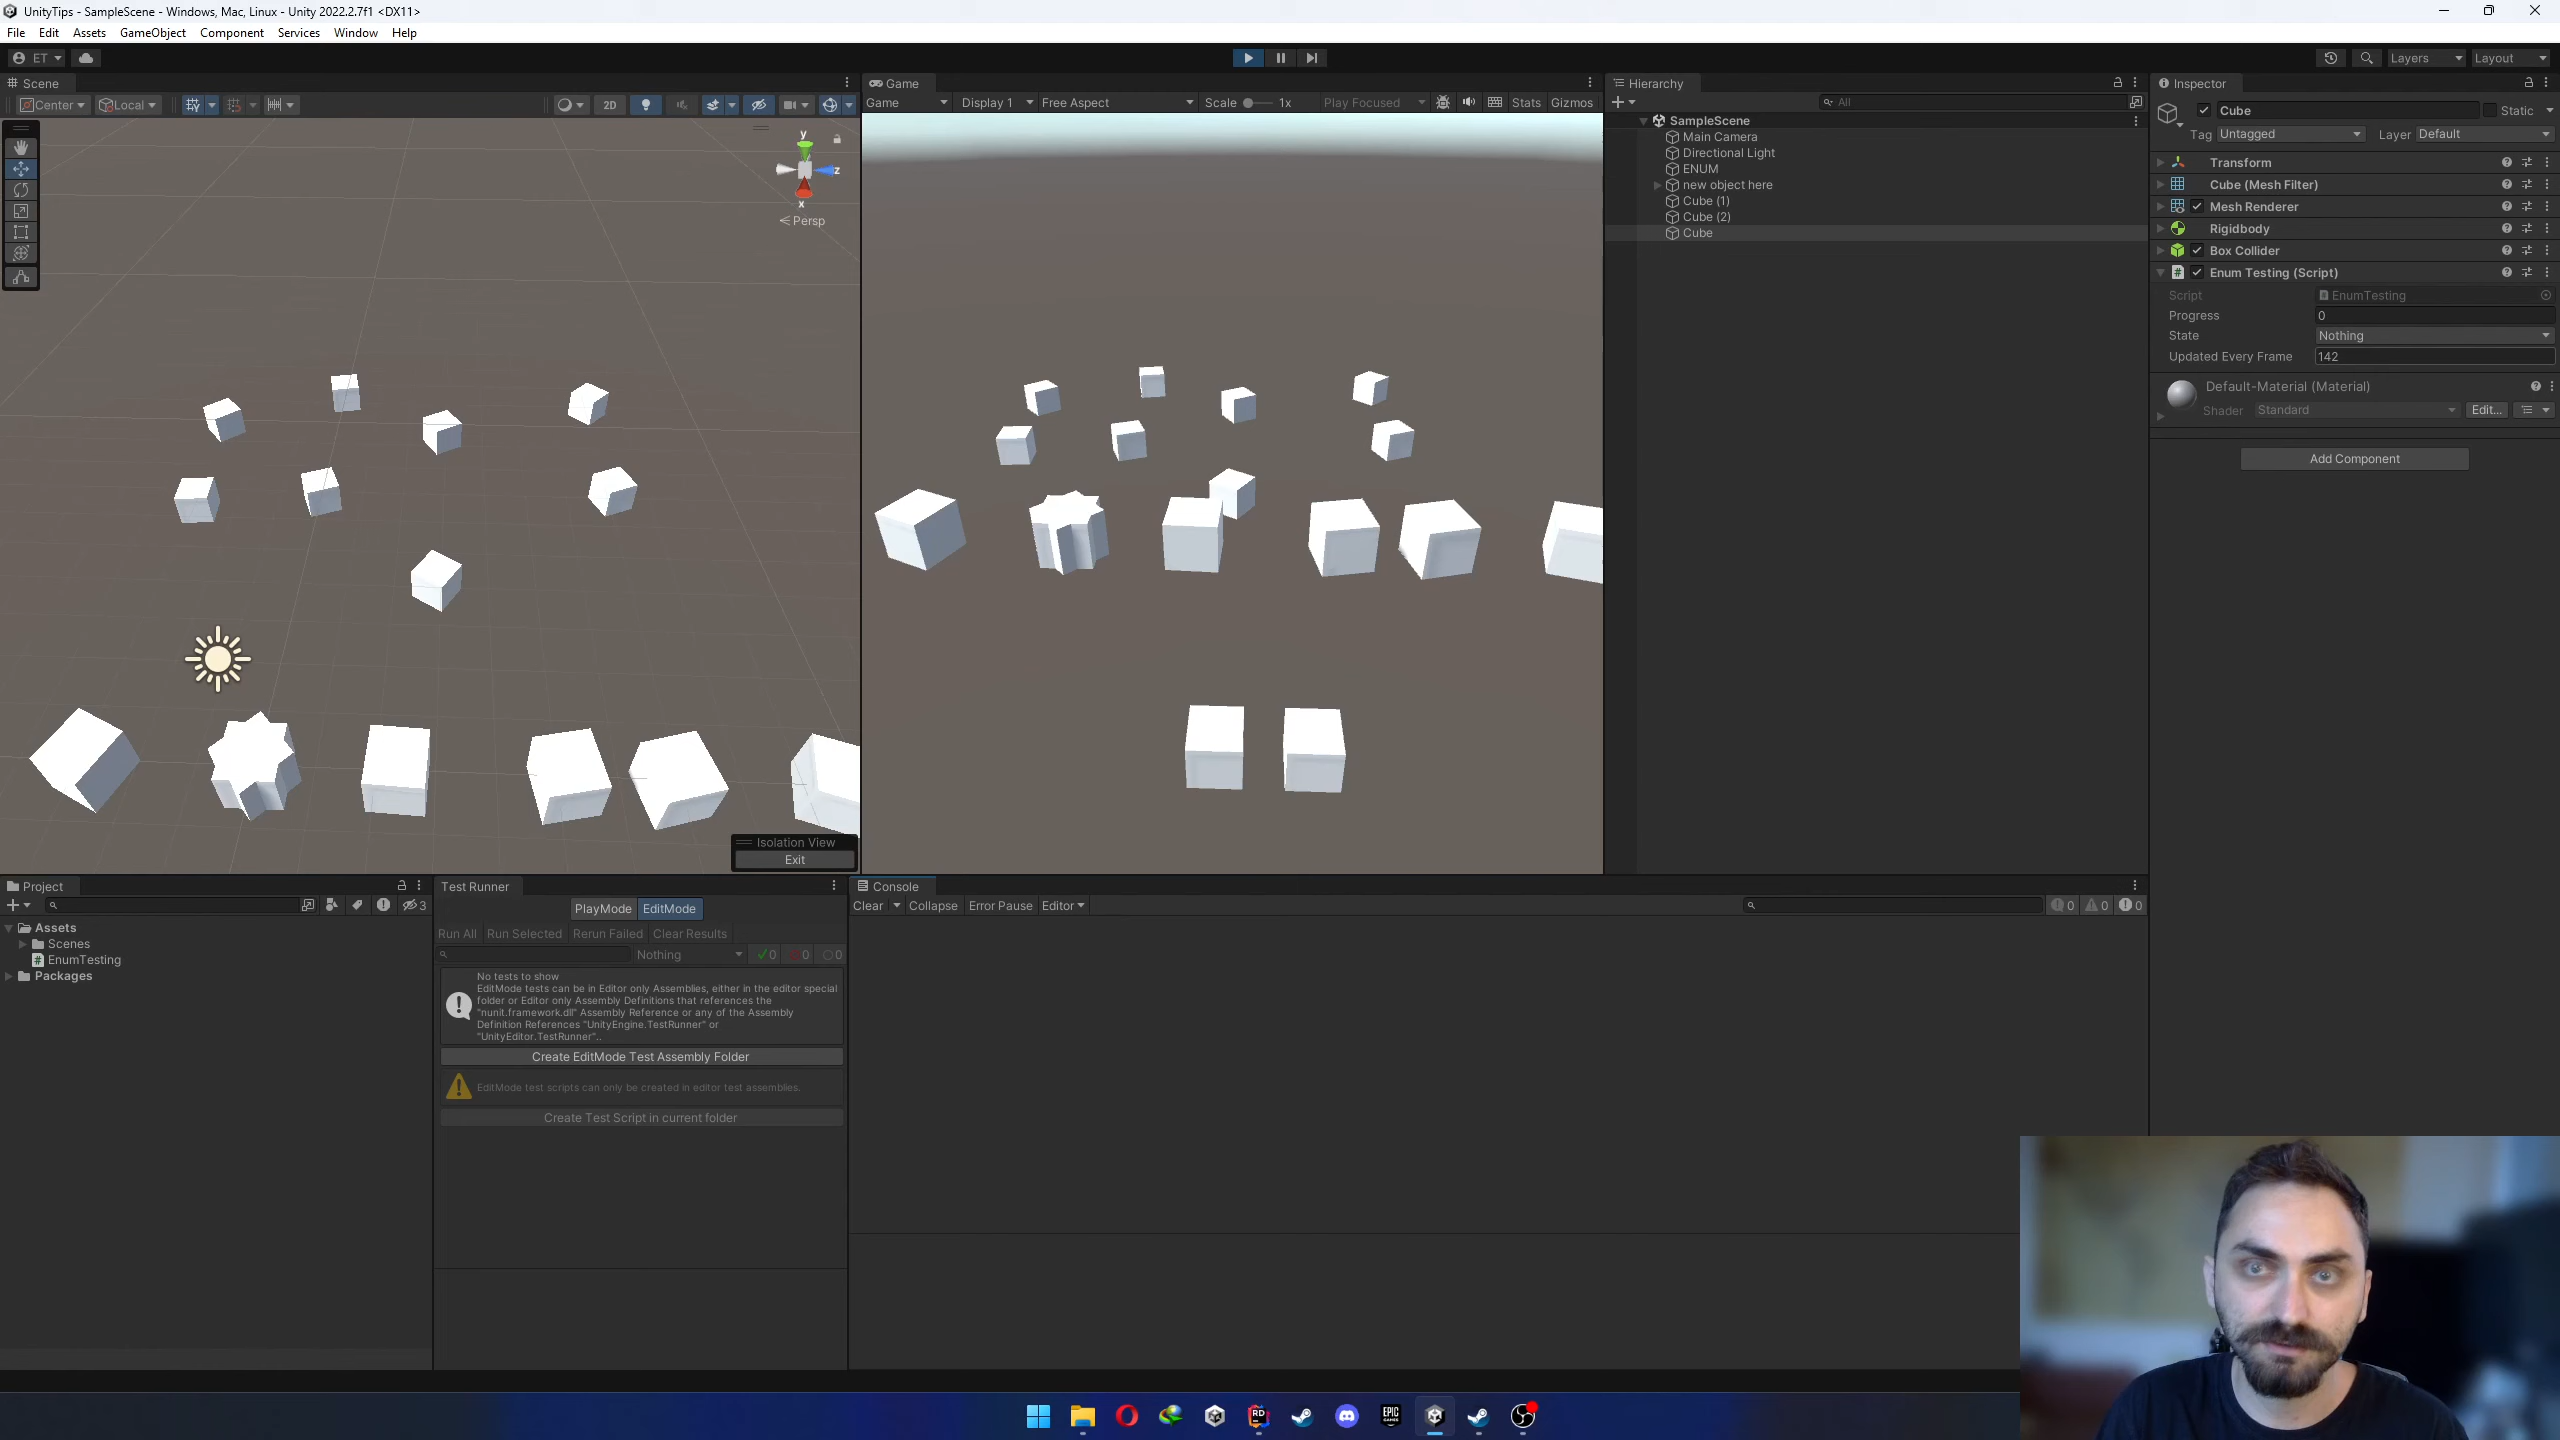 UnityTips - SampleScene - Windows, Mac, Linux - Unity 2022.2.7f1 <DX11>
File Edit Assets GameObject Component Services Window Help
ET
Layers Layout
Scene
Center Local
2D
y
z
x
Persp
Isolation View
Exit
Game
Game Display 1 Free Aspect Scale 1x Play Focused Stats Gizmos
Hierarchy
All
SampleScene
Main Camera
Directional Light
ENUM
new object here
Cube (1)
Cube (2)
Cube
Inspector
Cube Static
Tag Untagged Layer Default
Transform
Cube (Mesh Filter)
Mesh Renderer
Rigidbody
Box Collider
# Enum Testing (Script)
Script EnumTesting
Progress 0
State Nothing
Updated Every Frame 142
Default-Material (Material)
Shader Standard Edit...
Add Component
Project
3
Assets
Scenes
# EnumTesting
Packages
Test Runner
PlayMode EditMode
Run All Run Selected Rerun Failed Clear Results
Nothing 0 0 0
No tests to show
EditMode tests can be in Editor only Assemblies, either in the editor special
folder or Editor only Assembly Definitions that references the
"nunit.framework.dll" Assembly Reference or any of the Assembly
Definition References "UnityEngine.TestRunner" or
"UnityEditor.TestRunner"..
Create EditMode Test Assembly Folder
EditMode test scripts can only be created in editor test assemblies.
Create Test Script in current folder
Console
Clear Collapse Error Pause Editor
0 0 0
RD
EPIC
GAMES